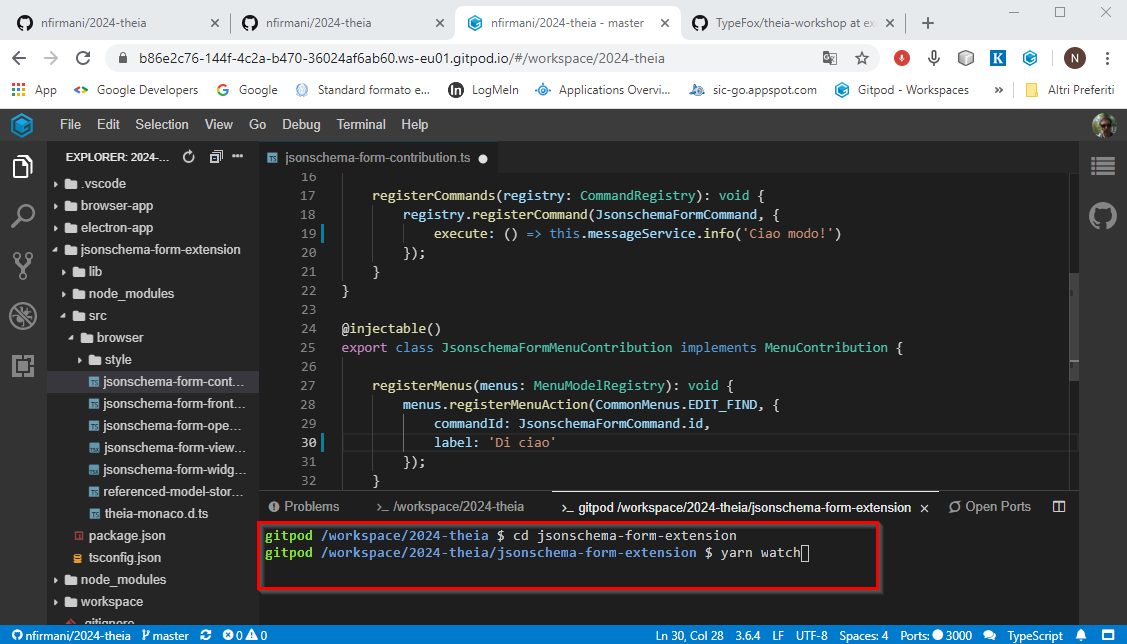 nfirmani/2024-theia
nfirmani/2024-theia
nfirmani/2024-theia - master
TypeFox/theia-workshop at ex
b86e2c76-144f-4c2a-b470-36024af6ab60.ws-eu01.gitpod.io/#/workspace/2024-theia
K
N
App
Google Developers
Google
Standard formato e...
LogMeIn
Applications Overvi...
sic-go.appspot.com
Gitpod - Workspaces
»
Altri Preferiti
File Edit Selection View Go Debug Terminal Help
EXPLORER: 2024-...
.vscode
browser-app
electron-app
jsonschema-form-extension
lib
node_modules
src
browser
style
jsonschema-form-cont...
jsonschema-form-front...
jsonschema-form-ope...
jsonschema-form-view...
jsonschema-form-widg...
referenced-model-stor...
theia-monaco.d.ts
package.json
tsconfig.json
node_modules
workspace
.gitignore
jsonschema-form-contribution.ts
16
17 registerCommands(registry: CommandRegistry): void {
18 registry.registerCommand(JsonschemaFormCommand, {
19 execute: () => this.messageService.info('Ciao modo!')
20 });
21 }
22 }
23
24 @injectable()
25 export class JsonschemaFormMenuContribution implements MenuContribution {
26
27 registerMenus(menus: MenuModelRegistry): void {
28 menus.registerMenuAction(CommonMenus.EDIT_FIND, {
29 commandId: JsonschemaFormCommand.id,
30 label: 'Di ciao'
31 });
32 }
Problems
>_ /workspace/2024-theia
>_ gitpod /workspace/2024-theia/jsonschema-form-extension
Open Ports
gitpod /workspace/2024-theia $ cd jsonschema-form-extension
gitpod /workspace/2024-theia/jsonschema-form-extension $ yarn watch
nfirmani/2024-theia master 0 0 Ln 30, Col 28 3.6.4 LF UTF-8 Spaces: 4 Ports: 3000 TypeScript